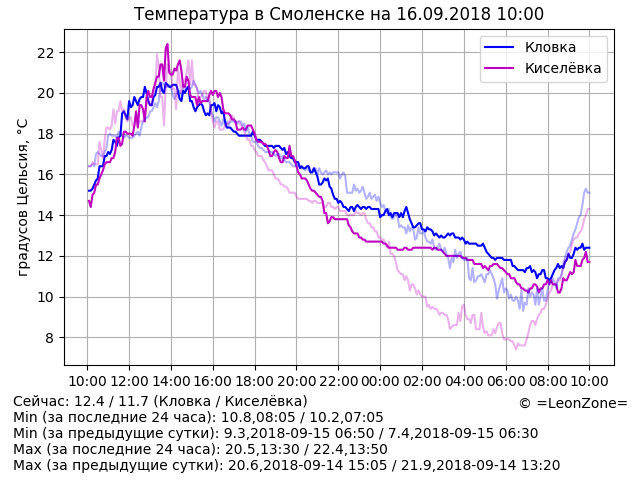 Температура в Смоленске на 16.09.2018 10:00
Кловка
Киселёвка
градусов Цельсия, °C
22
20
18
16
14
12
10
8
10:00 12:00 14:00 16:00 18:00 20:00 22:00 00:00 02:00 04:00 06:00 08:00 10:00
Сейчас: 12.4 / 11.7 (Кловка / Киселёвка)
© =LeonZone=
Min (за последние 24 часа): 10.8,08:05 / 10.2,07:05
Min (за предыдущие сутки): 9.3,2018-09-15 06:50 / 7.4,2018-09-15 06:30
Max (за последние 24 часа): 20.5,13:30 / 22.4,13:50
Max (за предыдущие сутки): 20.6,2018-09-14 15:05 / 21.9,2018-09-14 13:20